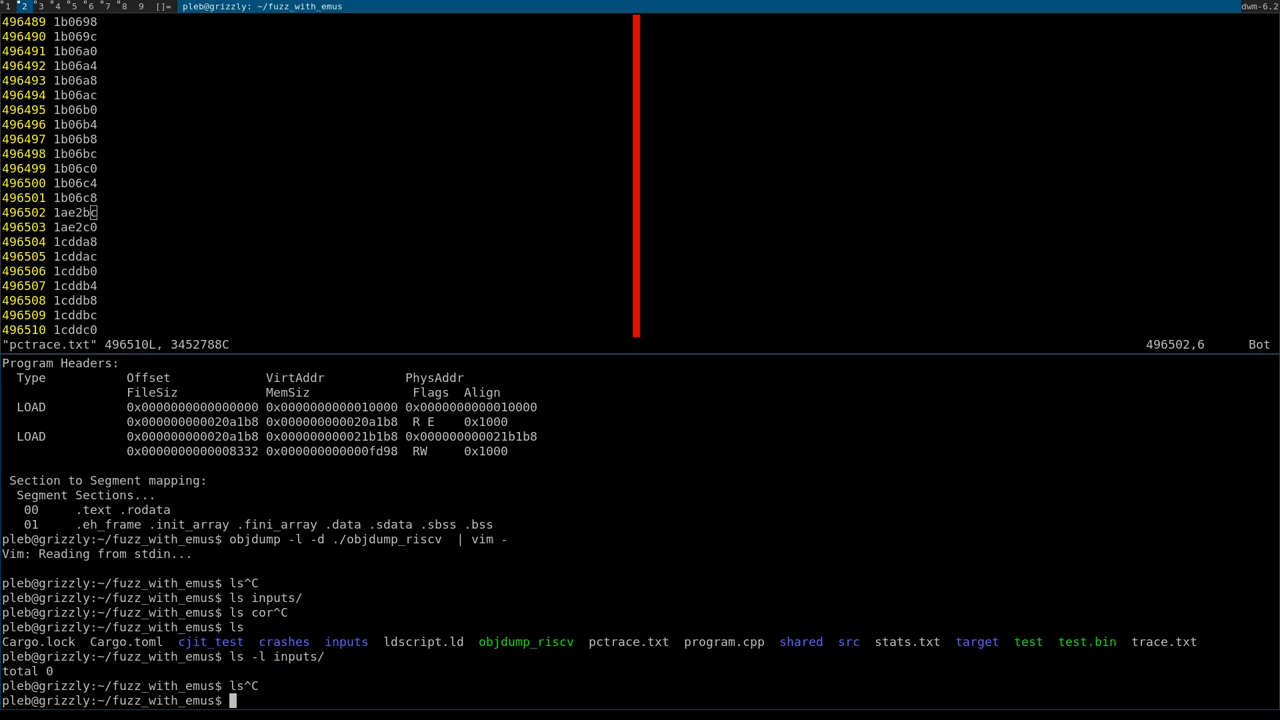 1 2 3 4 5 6 7 8 9 []= pleb@grizzly: ~/fuzz_with_emus dwm-6.2
496489 1b0698
496490 1b069c
496491 1b06a0
496492 1b06a4
496493 1b06a8
496494 1b06ac
496495 1b06b0
496496 1b06b4
496497 1b06b8
496498 1b06bc
496499 1b06c0
496500 1b06c4
496501 1b06c8
496502 1ae2bc
496503 1ae2c0
496504 1cdda8
496505 1cddac
496506 1cddb0
496507 1cddb4
496508 1cddb8
496509 1cddbc
496510 1cddc0
"pctrace.txt" 496510L, 3452788C 496502,6 Bot
Program Headers:
Type Offset VirtAddr PhysAddr
FileSiz MemSiz Flags Align
LOAD 0x0000000000000000 0x0000000000010000 0x0000000000010000
0x000000000020a1b8 0x000000000020a1b8 R E 0x1000
LOAD 0x000000000020a1b8 0x000000000021b1b8 0x000000000021b1b8
0x0000000000008332 0x000000000000fd98 RW 0x1000
Section to Segment mapping:
Segment Sections...
00 .text .rodata
01 .eh_frame .init_array .fini_array .data .sdata .sbss .bss
pleb@grizzly:~/fuzz_with_emus$ objdump -l -d ./objdump_riscv | vim -
Vim: Reading from stdin...
pleb@grizzly:~/fuzz_with_emus$ ls^C
pleb@grizzly:~/fuzz_with_emus$ ls inputs/
pleb@grizzly:~/fuzz_with_emus$ ls cor^C
pleb@grizzly:~/fuzz_with_emus$ ls
Cargo.lock Cargo.toml cjit_test crashes inputs ldscript.ld objdump_riscv pctrace.txt program.cpp shared src stats.txt target test test.bin trace.txt
pleb@grizzly:~/fuzz_with_emus$ ls -l inputs/
total 0
pleb@grizzly:~/fuzz_with_emus$ ls^C
pleb@grizzly:~/fuzz_with_emus$